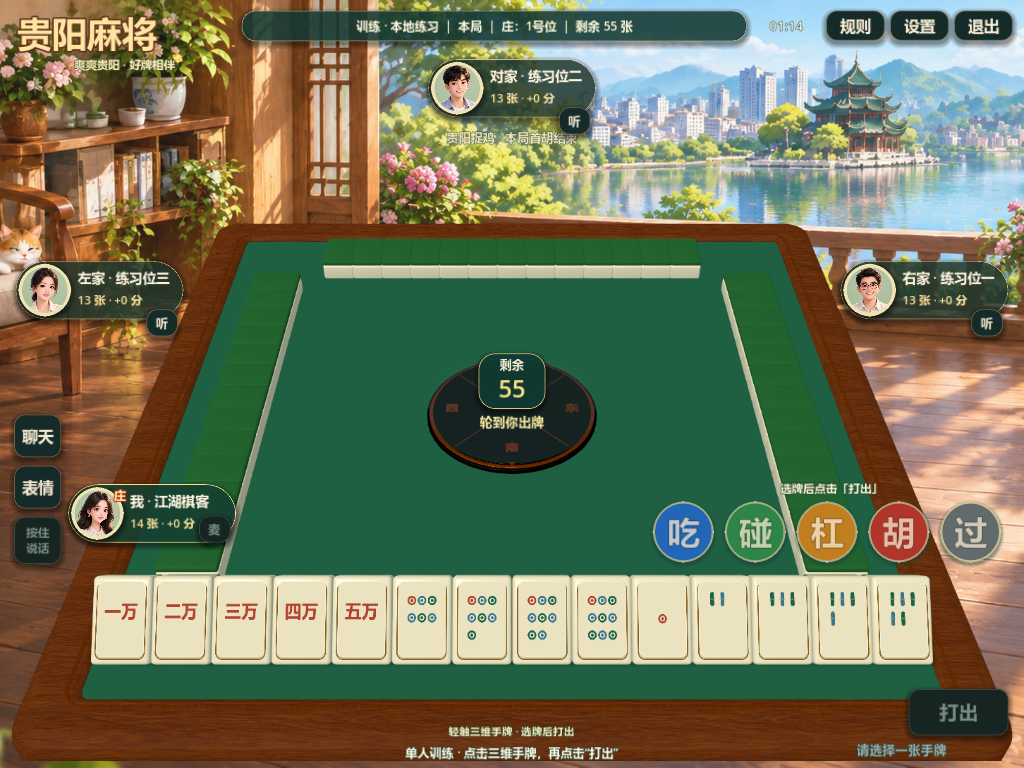 贵阳麻将
爽爽贵阳 · 好牌相伴
训练 · 本地练习 | 本局 | 庄：1号位 | 剩余 55 张
01:14
规则
设置
退出
对家 · 练习位二
13 张 · +0 分
听
贵阳捉鸡 · 本局首胡结束
左家 · 练习位三
13 张 · +0 分
听
右家 · 练习位一
13 张 · +0 分
听
剩余
55
轮到你出牌
西
东
南
聊天
表情
按住
说话
庄
我 · 江湖棋客
14 张 · +0 分
麦
选牌后点击「打出」
吃
碰
杠
胡
过
一万
二万
三万
四万
五万
打出
轻触三维手牌 · 选牌后打出
单人训练 · 点击三维手牌，再点击“打出”
请选择一张手牌